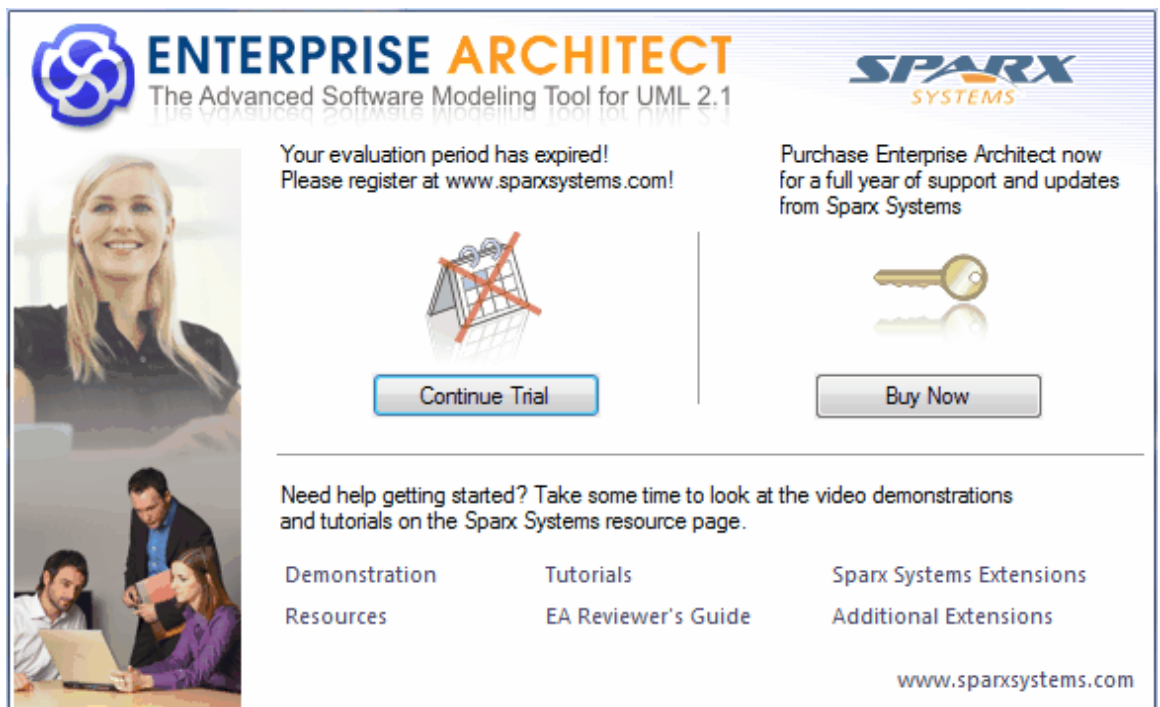 ENTERPRISE ARCHITECT
The Advanced Software Modeling Tool for UML 2.1
SPARX
SYSTEMS
Your evaluation period has expired!
Please register at www.sparxsystems.com!
Purchase Enterprise Architect now
for a full year of support and updates
from Sparx Systems
Continue Trial
Buy Now
Need help getting started? Take some time to look at the video demonstrations
and tutorials on the Sparx Systems resource page.
Demonstration
Tutorials
Sparx Systems Extensions
Resources
EA Reviewer's Guide
Additional Extensions
www.sparxsystems.com